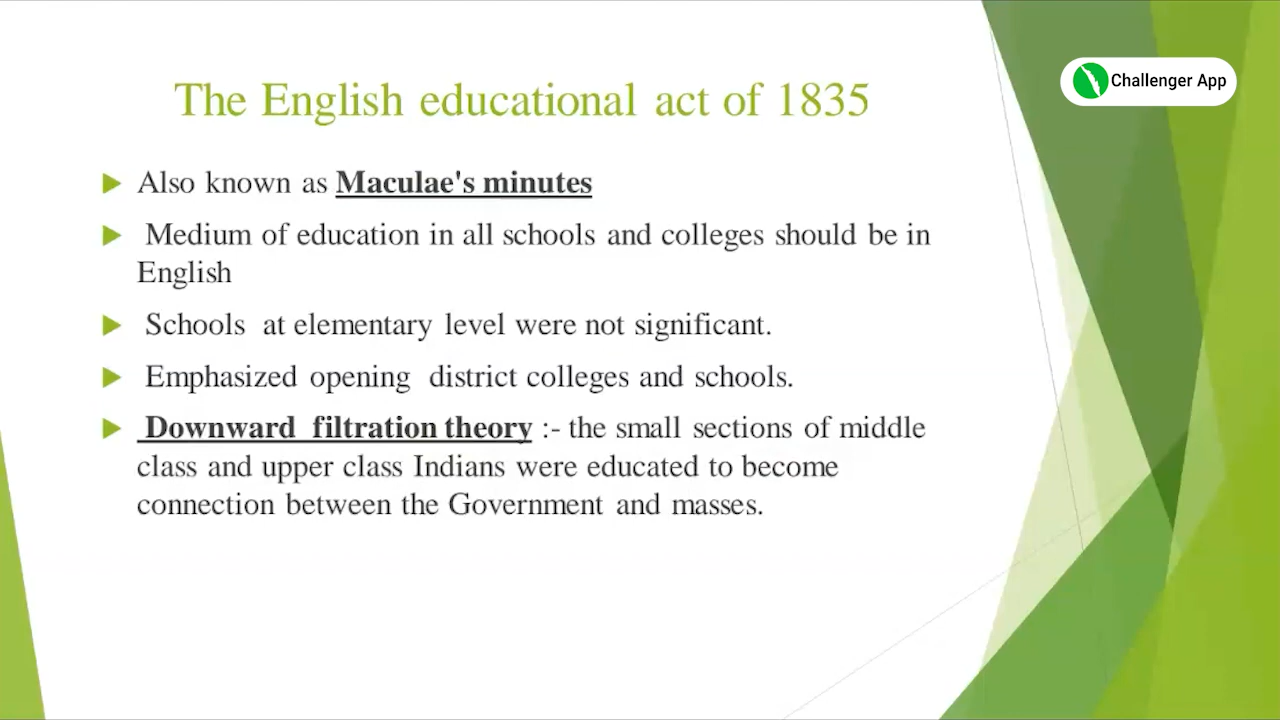 Challenger App
The English educational act of 1835
Also known as Maculae's minutes
Medium of education in all schools and colleges should be in
English
Schools at elementary level were not significant.
Emphasized opening district colleges and schools.
Downward filtration theory :- the small sections of middle
class and upper class Indians were educated to become
connection between the Government and masses.